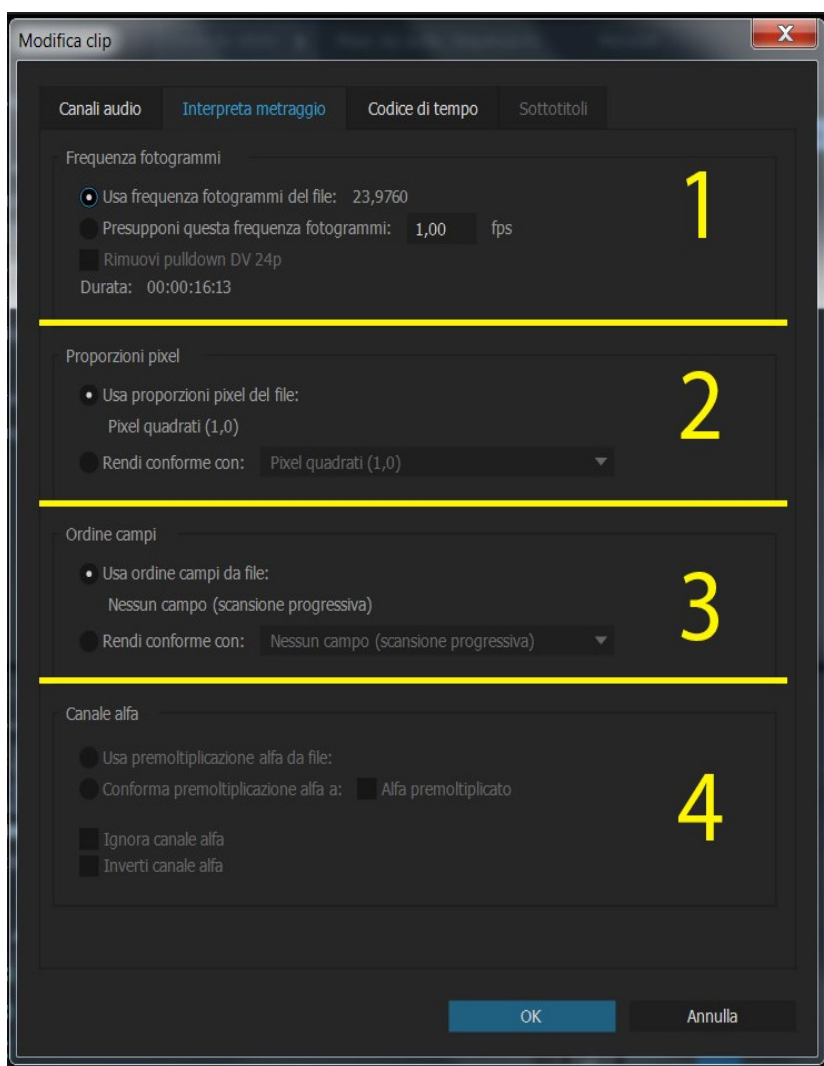 Modifica clip
X
Canali audio Interpreta metraggio Codice di tempo Sottotitoli
Frequenza fotogrammi
1
Usa frequenza fotogrammi del file: 23,9760
Presupponi questa frequenza fotogrammi: 1,00 fps
Rimuovi pulldown DV 24p
Durata: 00:00:16:13
Proporzioni pixel
2
Usa proporzioni pixel del file:
Pixel quadrati (1,0)
Rendi conforme con: Pixel quadrati (1,0)
Ordine campi
3
Usa ordine campi da file:
Nessun campo (scansione progressiva)
Rendi conforme con: Nessun campo (scansione progressiva)
Canale alfa
4
Usa premoltiplicazione alfa da file:
Conforma premoltiplicazione alfa a: Alfa premoltiplicato
Ignora canale alfa
Inverti canale alfa
OK Annulla